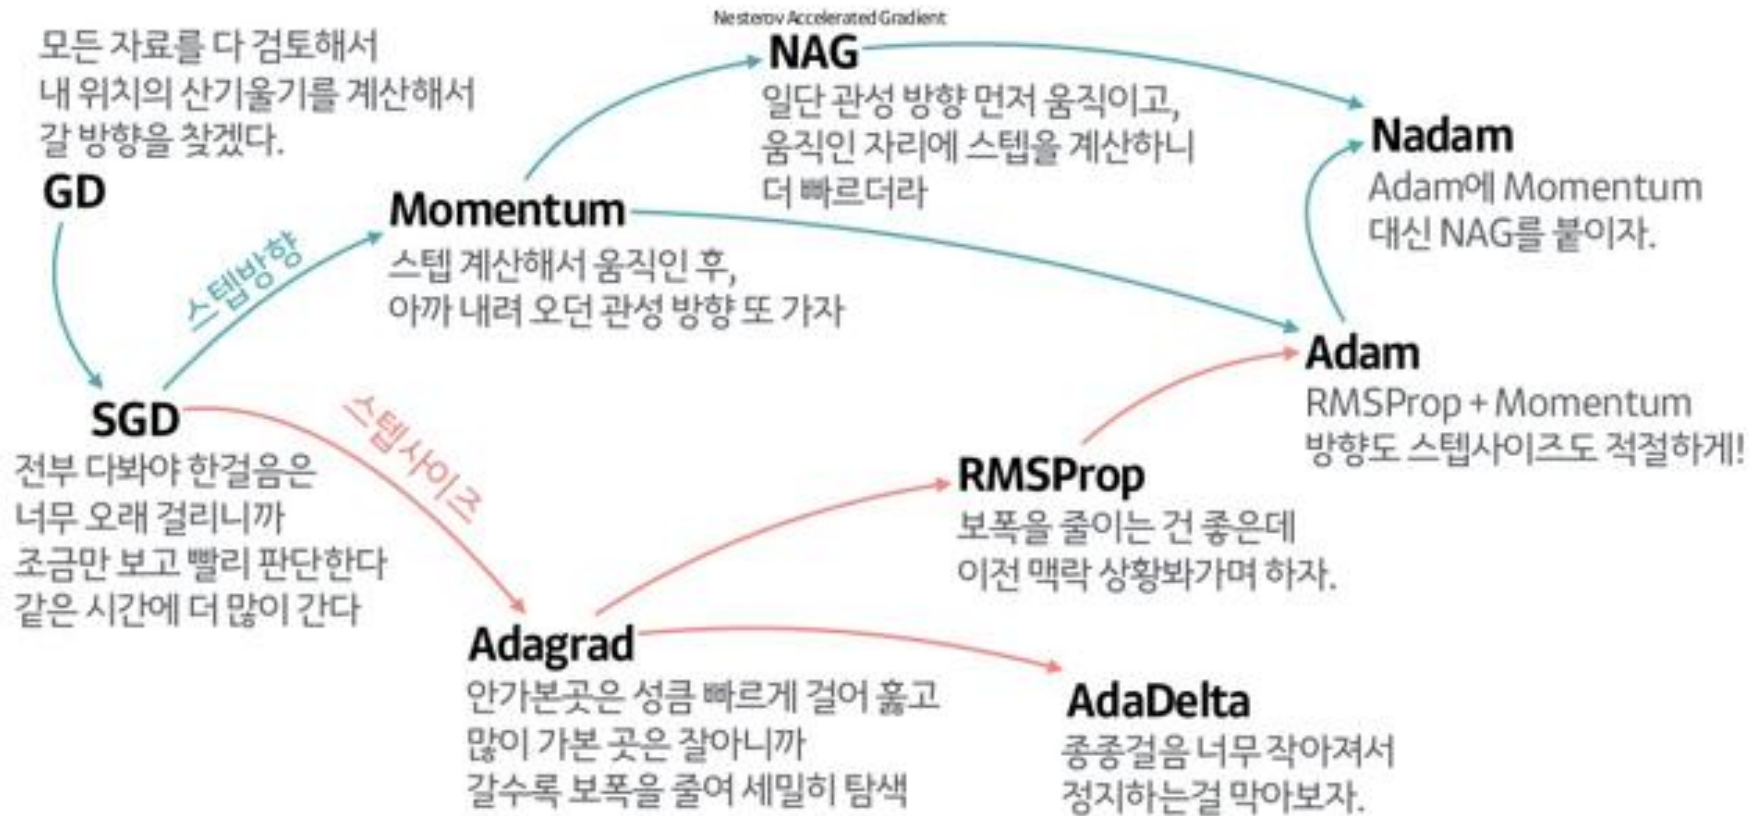 모든 자료를 다 검토해서
내 위치의 산기울기를 계산해서
갈 방향을 찾겠다.
GD
스텝방향
Momentum
스텝 계산해서 움직인 후,
아까 내려 오던 관성 방향 또 가자
Nesterov Accelerated Gradient
NAG
일단 관성 방향 먼저 움직이고,
움직인 자리에 스텝을 계산하니
더 빠르더라
Nadam
Adam에 Momentum
대신 NAG를 붙이자.
SGD
전부 다봐야 한걸음은
너무 오래 걸리니까
조금만 보고 빨리 판단한다
같은 시간에 더 많이 간다
스텝사이즈
Adagrad
안가본곳은 성큼 빠르게 걸어 훑고
많이 가본 곳은 잘아니까
갈수록 보폭을 줄여 세밀히 탐색
RMSProp
보폭을 줄이는 건 좋은데
이전 맥락 상황봐가며 하자.
Adam
RMSProp + Momentum
방향도 스텝사이즈도 적절하게!
AdaDelta
종종걸음 너무 작아져서
정지하는걸 막아보자.